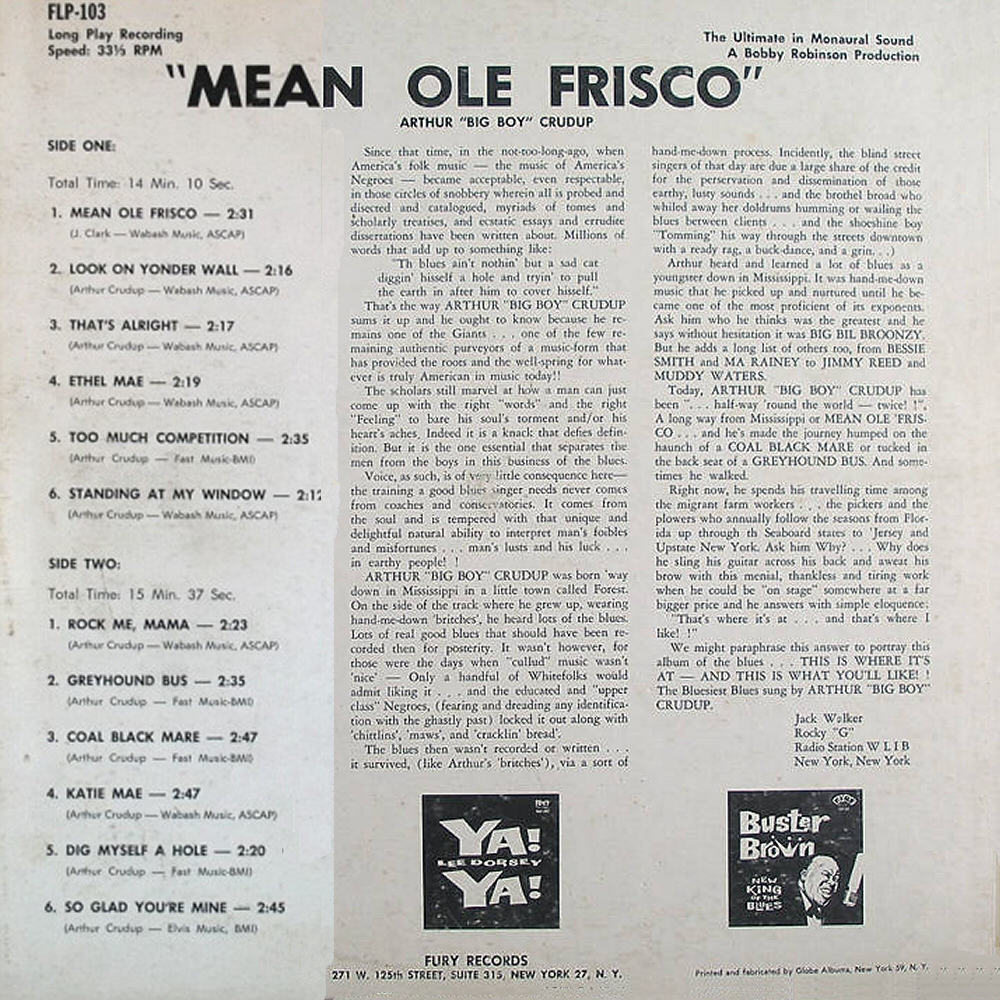 FLP-103
Long Play Recording
Speed: 33⅓ RPM
The Ultimate in Monaural Sound
A Bobby Robinson Production
"MEAN OLE FRISCO"
ARTHUR "BIG BOY" CRUDUP
SIDE ONE:
Total Time: 14 Min. 10 Sec.
1. MEAN OLE FRISCO — 2:31
(J. Clark — Wabash Music, ASCAP)
2. LOOK ON YONDER WALL — 2:16
(Arthur Crudup — Wabash Music, ASCAP)
3. THAT'S ALRIGHT — 2:17
(Arthur Crudup — Wabash Music, ASCAP)
4. ETHEL MAE — 2:19
(Arthur Crudup — Wabash Music, ASCAP)
5. TOO MUCH COMPETITION — 2:35
(Arthur Crudup — Fast Music-BMI)
6. STANDING AT MY WINDOW — 2:12
(Arthur Crudup — Wabash Music, ASCAP)
SIDE TWO:
Total Time: 15 Min. 37 Sec.
1. ROCK ME, MAMA — 2:23
(Arthur Crudup — Wabash Music, ASCAP)
2. GREYHOUND BUS — 2:35
(Arthur Crudup — Fast Music-BMI)
3. COAL BLACK MARE — 2:47
(Arthur Crudup — Fast Music-BMI)
4. KATIE MAE — 2:47
(Arthur Crudup — Wabash Music, ASCAP)
5. DIG MYSELF A HOLE — 2:20
(Arthur Crudup — Fast Music-BMI)
6. SO GLAD YOU'RE MINE — 2:45
(Arthur Crudup — Elvis Music, BMI)
Since that time, in the not-too-long-ago, when
America's folk music — the music of America's
Negroes — became acceptable, even respectable,
in those circles of snobbery wherein all is probed and
disected and catalogued, myriads of tomes and
scholarly treatises, and ecstatic essays and errudite
disserrations have been written about. Millions of
words that add up to something like:
"Th blues ain't nothin' but a sad cat
diggin' hisself a hole and tryin' to pull
the earth in after him to cover hisself."
That's the way ARTHUR "BIG BOY" CRUDUP
sums it up and he ought to know because he re-
mains one of the Giants . . . one of the few re-
maining authentic purveyors of a music-form that
has provided the roots and the well-spring for what-
ever is truly American in music today!!
The scholars still marvel at how a man can just
come up with the right "words" and the right
"Feeling" to bare his soul's torment and/or his
heart's aches. Indeed it is a knack that defies defin-
ition. But it is the one essential that separates the
men from the boys in this business of the blues.
Voice, as such, is of very little consequence here—
the training a good blues singer needs never comes
from coaches and conservatories. It comes from
the soul and is tempered with that unique and
delightful natural ability to interpret man's foibles
and misfortunes . . . man's lusts and his luck . . .
in earthy people! !
ARTHUR "BIG BOY" CRUDUP was born 'way
down in Mississippi in a little town called Forest.
On the side of the track where he grew up, wearing
hand-me-down 'britches', he heard lots of the blues.
Lots of real good blues that should have been re-
corded then for posterity. It wasn't however, for
those were the days when "cullud" music wasn't
'nice' — Only a handful of Whitefolks would
admit liking it . . . and the educated and "upper
class" Negroes, (fearing and dreading any identifica-
tion with the ghastly past) locked it out along with
'chittlins', 'maws', and 'cracklin' bread'.
The blues then wasn't recorded or written . . .
it survived, (like Arthur's 'britches'), via a sort of
hand-me-down process. Incidently, the blind street
singers of that day are due a large share of the credit
for the perservation and dissemination of those
earthy, lusty sounds . . . and the brothel broad who
whiled away her doldrums humming or wailing the
blues between clients . . . and the shoeshine boy
"Tomming" his way through the streets downtown
with a ready rag, a buck-dance, and a grin. . .)
Arthur heard and learned a lot of blues as a
youngster down in Mississippi. It was hand-me-down
music that he picked up and nurtured until he be-
came one of the most proficient of its exponents.
Ask him who he thinks was the greatest and he
says without hesitation it was BIG BIL BROONZY.
But he adds a long list of others too, from BESSIE
SMITH and MA RAINEY to JIMMY REED and
MUDDY WATERS.
Today, ARTHUR "BIG BOY" CRUDUP has
been ". . . half-way 'round the world — twice! !",
A long way from Mississippi or MEAN OLE 'FRIS-
CO . . . and he's made the journey humped on the
haunch of a COAL BLACK MARE or tucked in
the back seat of a GREYHOUND BUS. And some-
times he walked.
Right now, he spends his travelling time among
the migrant farm workers . . . the pickers and the
plowers who annually follow the seasons from Flor-
ida up through th Seaboard states to 'Jersey and
Upstate New York. Ask him Why? . . . Why does
he sling his guitar across his back and aweat his
brow with this menial, thankless and tiring work
when he could be "on stage" somewhere at a far
bigger price and he answers with simple eloquence;
"That's where it's at . . . and that's where I
like! !"
We might paraphrase this answer to portray this
album of the blues . . . THIS IS WHERE IT'S
AT — AND THIS IS WHAT YOU'LL LIKE! !
The Bluesiest Blues sung by ARTHUR "BIG BOY"
CRUDUP.
Jack Walker
Rocky "G"
Radio Station W L I B
New York, New York
YA!
LEE DORSEY
YA!
Buster
Brown
NEW
KING
OF THE
BLUES
FURY RECORDS
271 W. 125th STREET, SUITE 315, NEW YORK 27, N. Y.
Printed and fabricated by Globe Albums, New York 59, N. Y.